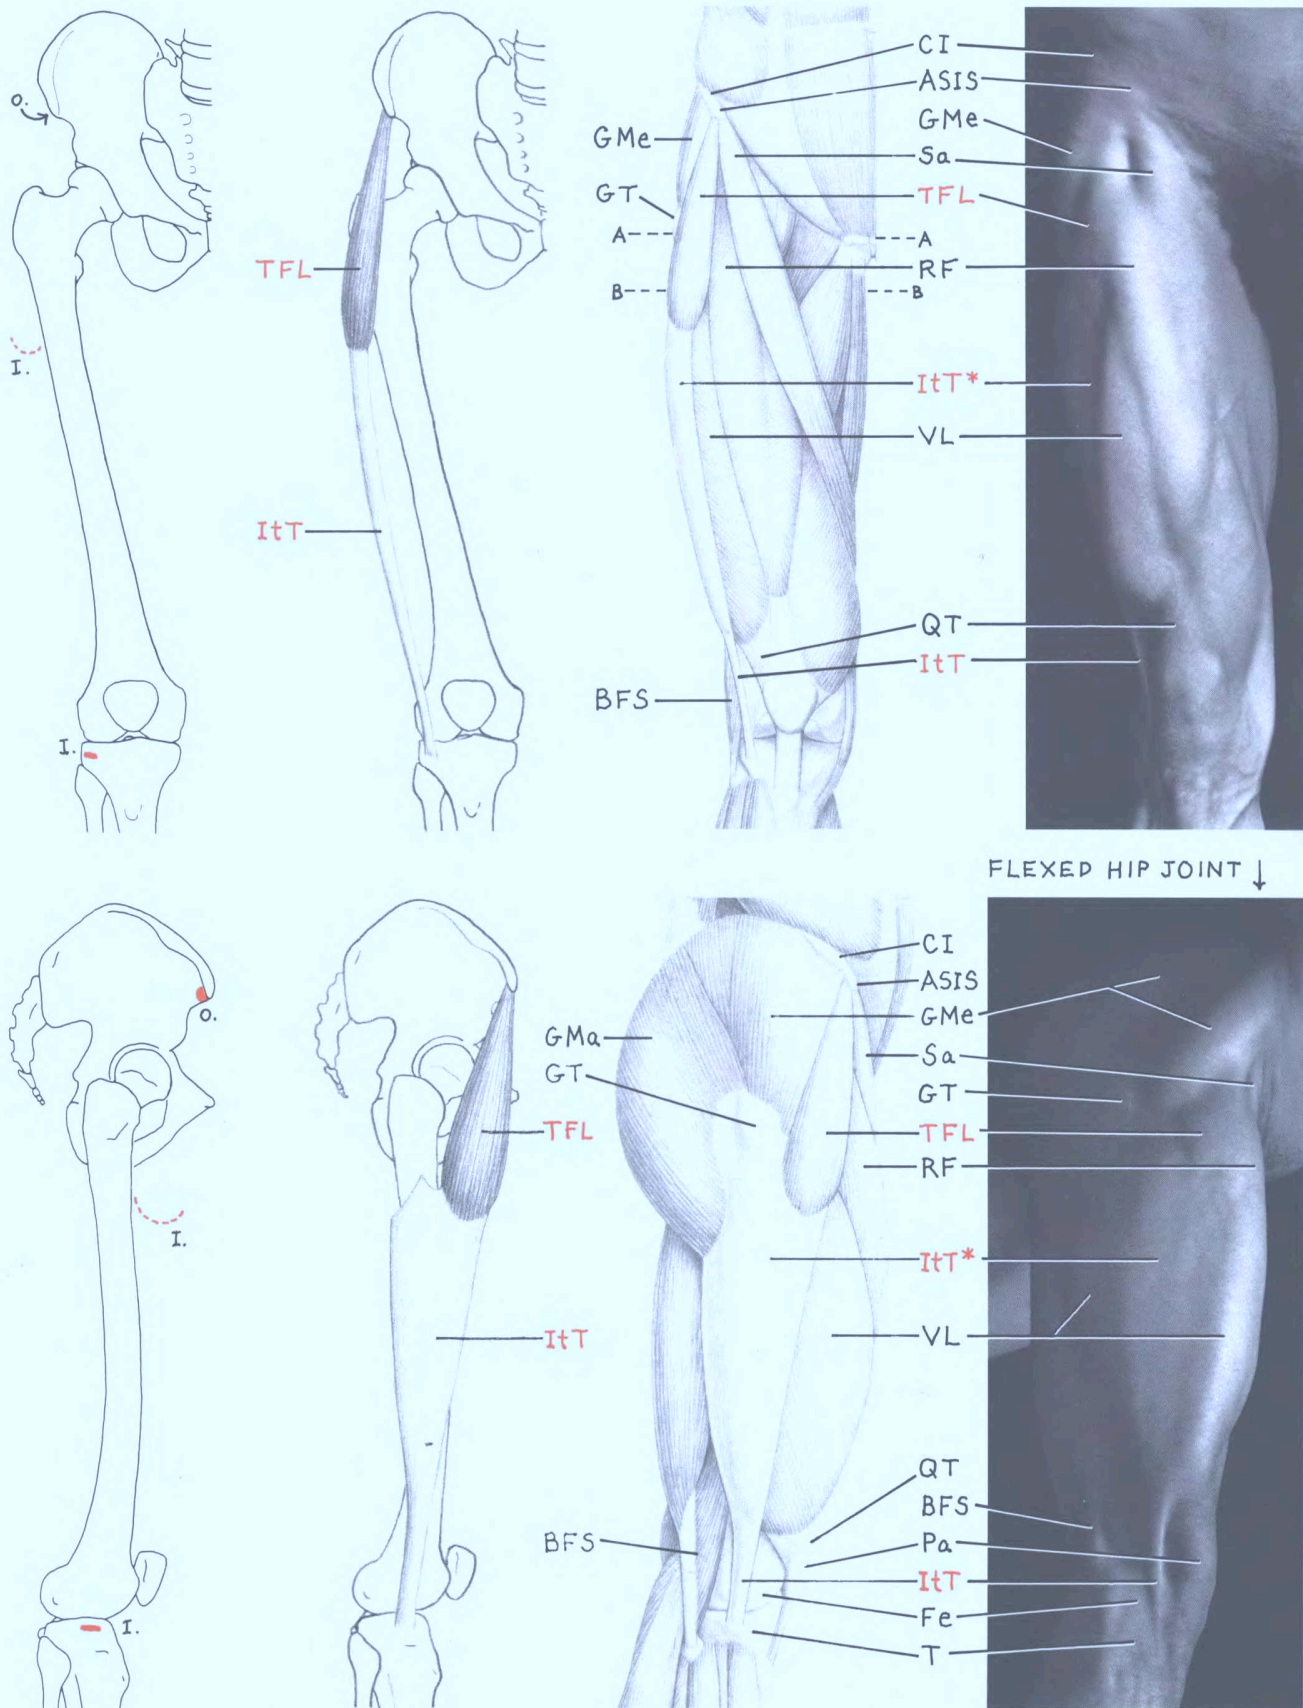 O.
I.
I.
TFL
ItT
GMe
GT
A
B
CI
ASIS
GMe
Sa
TFL
A
RF
B
ItT*
VL
QT
ItT
BFS
FLEXED HIP JOINT ↓
O.
I.
I.
TFL
ItT
GMa
GT
BFS
CI
ASIS
GMe
Sa
GT
TFL
RF
ItT*
VL
QT
BFS
Pa
ItT
Fe
T